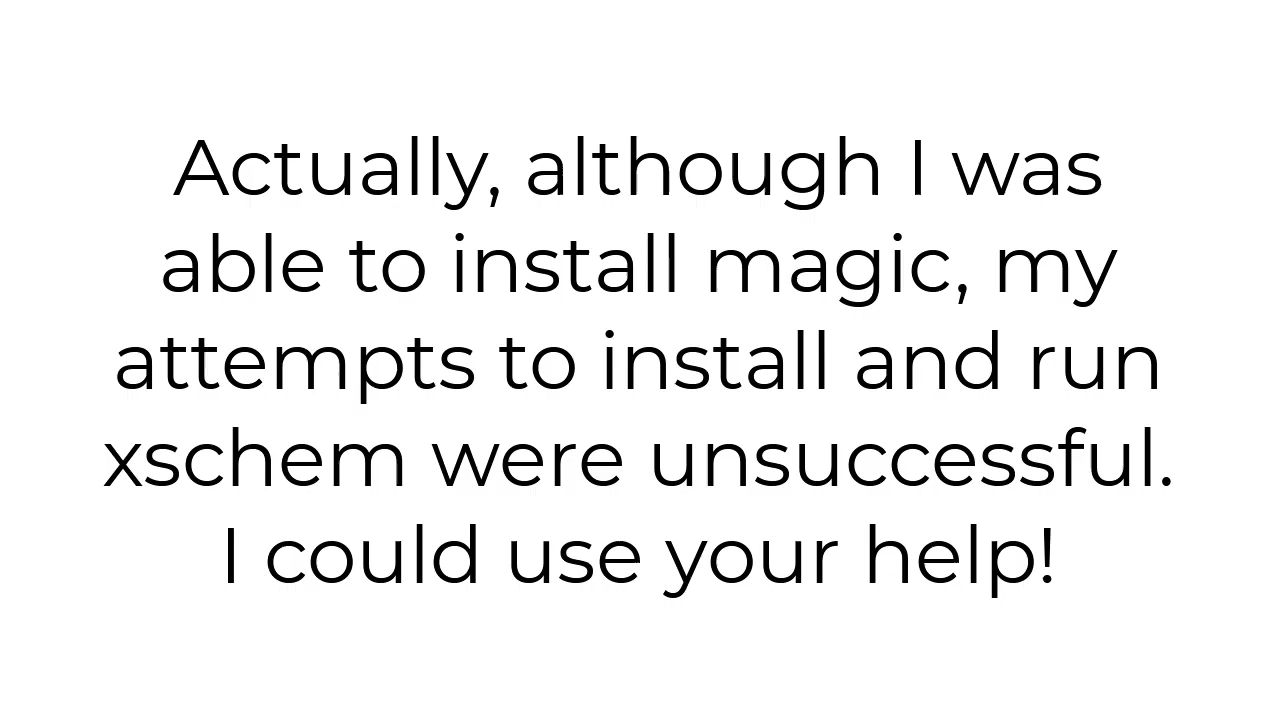 Actually, although I was
able to install magic, my
attempts to install and run
xschem were unsuccessful.
I could use your help!